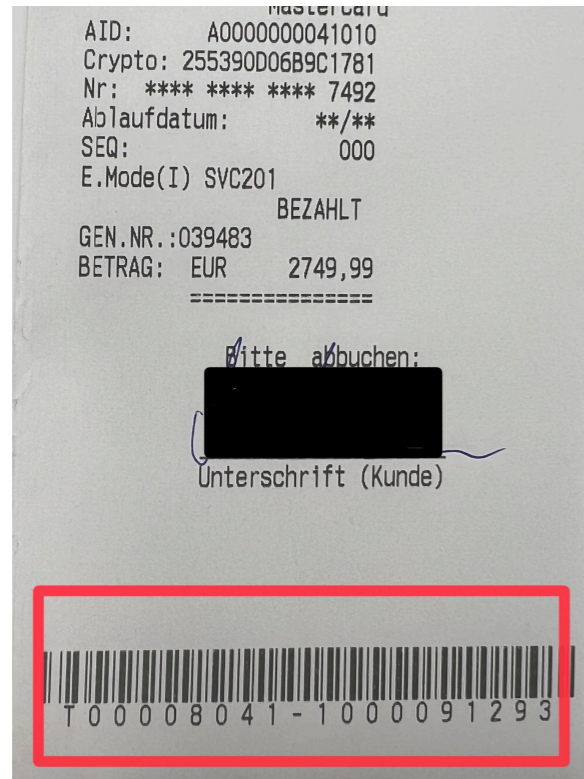 Mastercard
AID: A0000000041010
Crypto: 255390D06B9C1781
Nr: **** **** **** 7492
Ablaufdatum: **/**
SEQ: 000
E.Mode(I) SVC201
BEZAHLT
GEN.NR.:039483
BETRAG: EUR 2749,99
===============
Bitte abbuchen:
Unterschrift (Kunde)
T00008041-1000091293